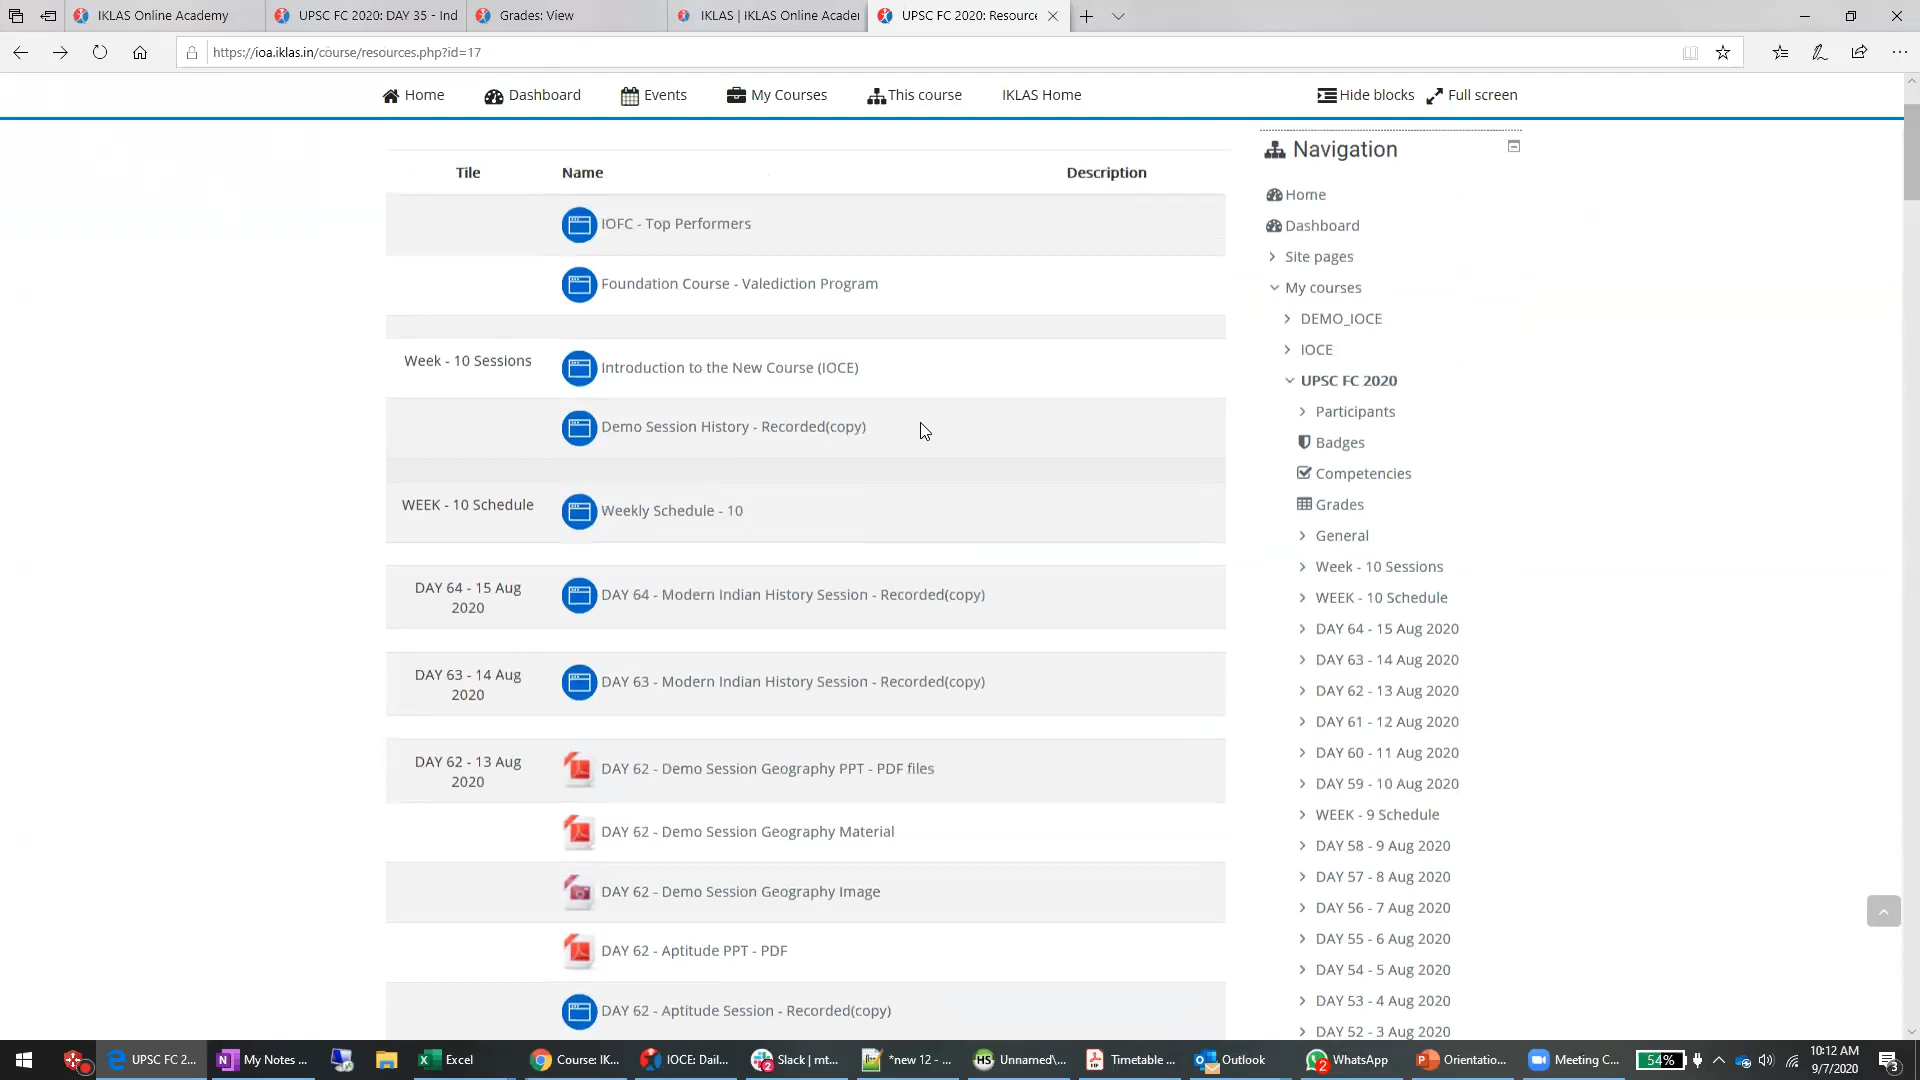 IKLAS Online Academy
UPSC FC 2020: DAY 35 - Ind
Grades: View
IKLAS | IKLAS Online Acader
UPSC FC 2020: Resource
https://ioa.iklas.in/course/resources.php?id=17
Home
Dashboard
Events
My Courses
This course
IKLAS Home
Hide blocks
Full screen
Tile
Name
Description
IOFC - Top Performers
Foundation Course - Valediction Program
Week - 10 Sessions
Introduction to the New Course (IOCE)
Demo Session History - Recorded(copy)
WEEK - 10 Schedule
Weekly Schedule - 10
DAY 64 - 15 Aug
2020
DAY 64 - Modern Indian History Session - Recorded(copy)
DAY 63 - 14 Aug
2020
DAY 63 - Modern Indian History Session - Recorded(copy)
DAY 62 - 13 Aug
2020
DAY 62 - Demo Session Geography PPT - PDF files
DAY 62 - Demo Session Geography Material
DAY 62 - Demo Session Geography Image
DAY 62 - Aptitude PPT - PDF
DAY 62 - Aptitude Session - Recorded(copy)
Navigation
Home
Dashboard
Site pages
My courses
DEMO_IOCE
IOCE
UPSC FC 2020
Participants
Badges
Competencies
Grades
General
Week - 10 Sessions
WEEK - 10 Schedule
DAY 64 - 15 Aug 2020
DAY 63 - 14 Aug 2020
DAY 62 - 13 Aug 2020
DAY 61 - 12 Aug 2020
DAY 60 - 11 Aug 2020
DAY 59 - 10 Aug 2020
WEEK - 9 Schedule
DAY 58 - 9 Aug 2020
DAY 57 - 8 Aug 2020
DAY 56 - 7 Aug 2020
DAY 55 - 6 Aug 2020
DAY 54 - 5 Aug 2020
DAY 53 - 4 Aug 2020
DAY 52 - 3 Aug 2020
UPSC FC 2...
My Notes ...
Excel
Course: IK...
IOCE: Dail...
Slack | mt...
*new 12 - ...
Unnamed\...
Timetable ...
Outlook
WhatsApp
Orientatio...
Meeting C...
54%
10:12 AM
9/7/2020